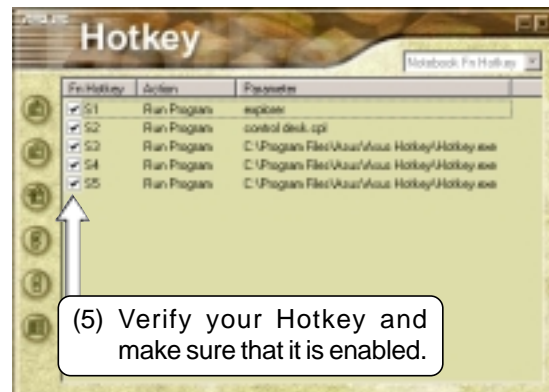 Hotkey
Notebook Fn Hotkey
Fn Hotkey Action Parameter
S1 Run Program explorer
S2 Run Program control desk.cpl
S3 Run Program C:\Program Files\Asus\Asus Hotkey\Hotkey.exe
S4 Run Program C:\Program Files\Asus\Asus Hotkey\Hotkey.exe
S5 Run Program C:\Program Files\Asus\Asus Hotkey\Hotkey.exe
(5) Verify your Hotkey and
make sure that it is enabled.